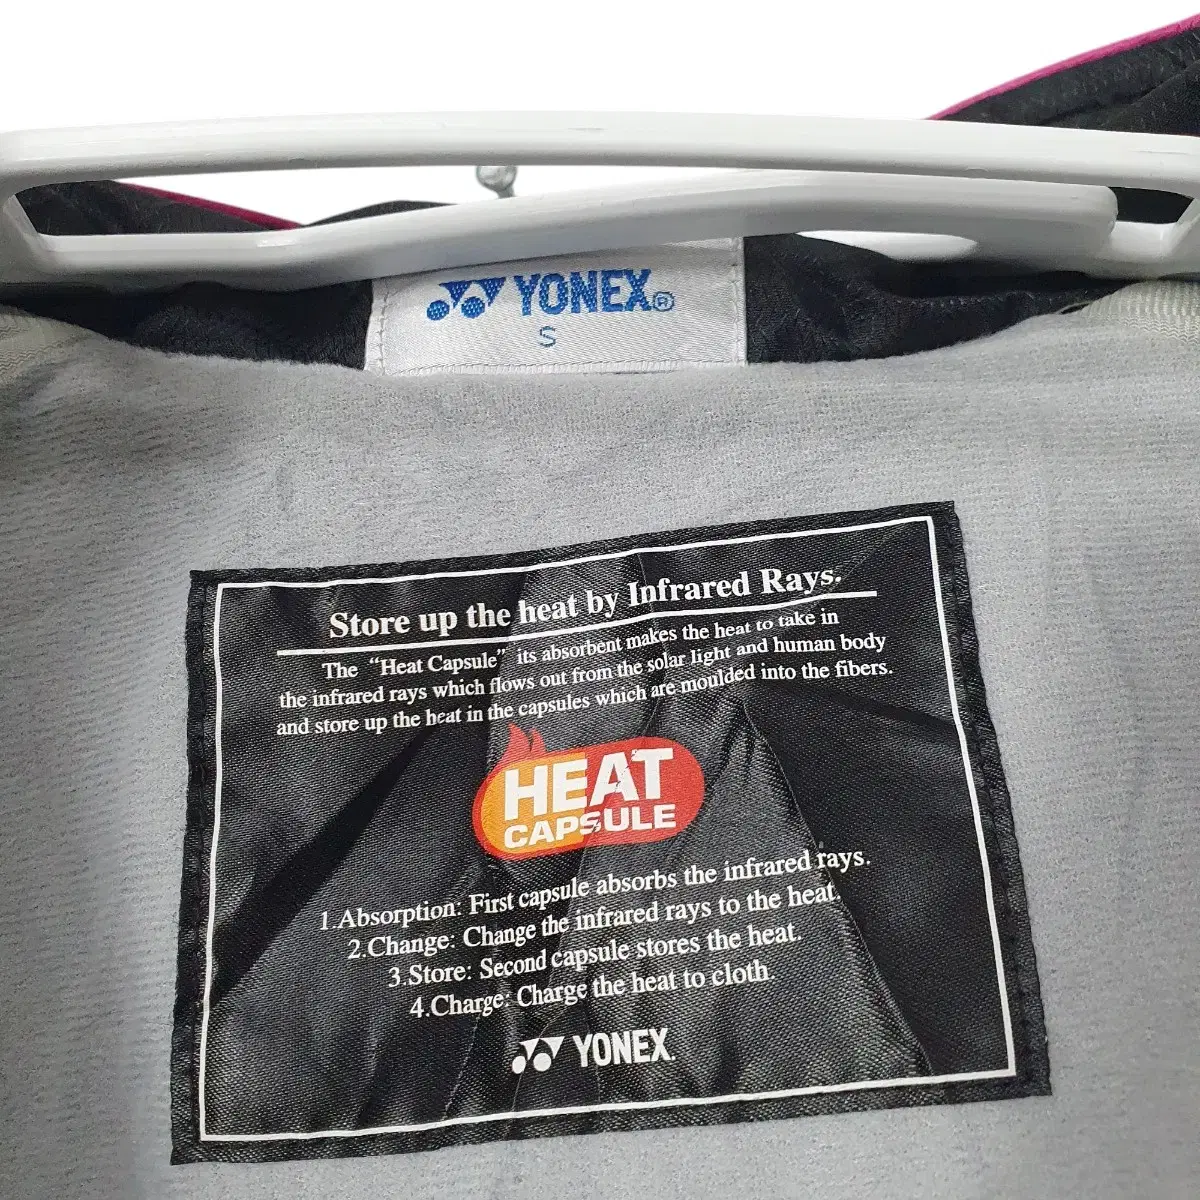 YONEX®
S
Store up the heat by Infrared Rays.
The “Heat Capsule” its absorbent makes the heat to take in
the infrared rays which flows out from the solar light and human body
and store up the heat in the capsules which are moulded into the fibers.
HEAT
CAPSULE
1.Absorption: First capsule absorbs the infrared rays.
2.Change: Change the infrared rays to the heat.
3.Store: Second capsule stores the heat.
4.Charge: Charge the heat to cloth.
YONEX.